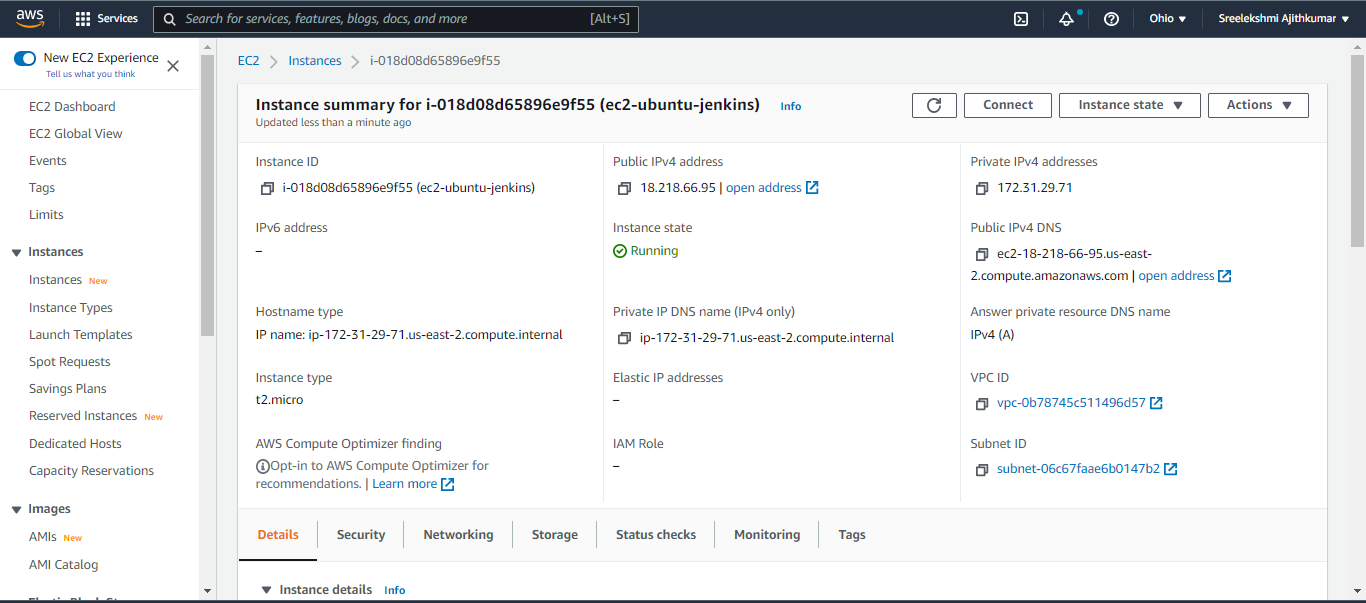 aws
Services
Search for services, features, blogs, docs, and more
[Alt+S]
Ohio
Sreelekshmi Ajithkumar
New EC2 Experience
Tell us what you think
EC2 Dashboard
EC2 Global View
Events
Tags
Limits
Instances
Instances New
Instance Types
Launch Templates
Spot Requests
Savings Plans
Reserved Instances New
Dedicated Hosts
Capacity Reservations
Images
AMIs New
AMI Catalog
EC2 > Instances > i-018d08d65896e9f55
Instance summary for i-018d08d65896e9f55 (ec2-ubuntu-jenkins) Info
Updated less than a minute ago
Connect
Instance state
Actions
Instance ID
i-018d08d65896e9f55 (ec2-ubuntu-jenkins)
Public IPv4 address
18.218.66.95 | open address
Private IPv4 addresses
172.31.29.71
IPv6 address
–
Instance state
Running
Public IPv4 DNS
ec2-18-218-66-95.us-east-
2.compute.amazonaws.com | open address
Hostname type
IP name: ip-172-31-29-71.us-east-2.compute.internal
Private IP DNS name (IPv4 only)
ip-172-31-29-71.us-east-2.compute.internal
Answer private resource DNS name
IPv4 (A)
Instance type
t2.micro
Elastic IP addresses
–
VPC ID
vpc-0b78745c511496d57
AWS Compute Optimizer finding
Opt-in to AWS Compute Optimizer for
recommendations. | Learn more
IAM Role
–
Subnet ID
subnet-06c67faae6b0147b2
Details
Security
Networking
Storage
Status checks
Monitoring
Tags
Instance details Info